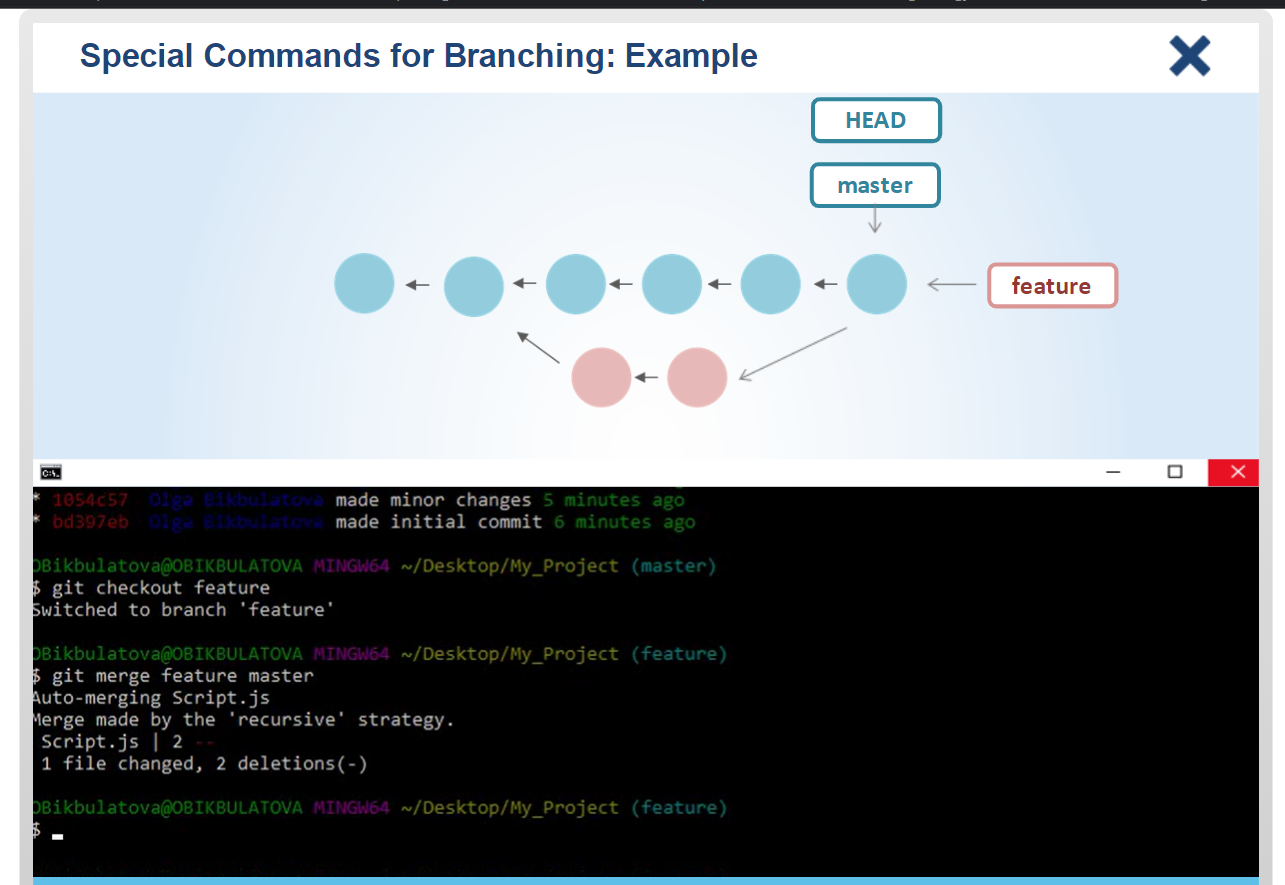 Special Commands for Branching: Example
HEAD
master
feature
* 1054c57 Olga Bikbulatova made minor changes 5 minutes ago
* bd397eb Olga Bikbulatova made initial commit 6 minutes ago
OBikbulatova@OBIKBULATOVA MINGW64 ~/Desktop/My_Project (master)
$ git checkout feature
Switched to branch 'feature'
OBikbulatova@OBIKBULATOVA MINGW64 ~/Desktop/My_Project (feature)
$ git merge feature master
Auto-merging Script.js
Merge made by the 'recursive' strategy.
Script.js | 2 --
1 file changed, 2 deletions(-)
OBikbulatova@OBIKBULATOVA MINGW64 ~/Desktop/My_Project (feature)
$